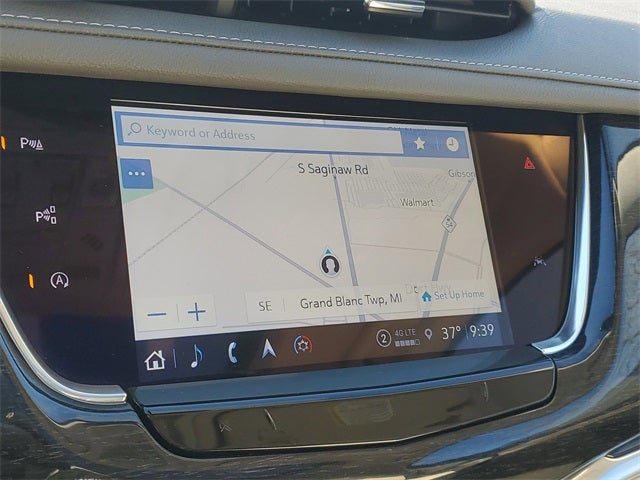 Keyword or Address
S Saginaw Rd
Gibson
Walmart
54
SE
Grand Blanc Twp, MI
Set Up Home
2
4G LTE
37°
9:39
P
P
A